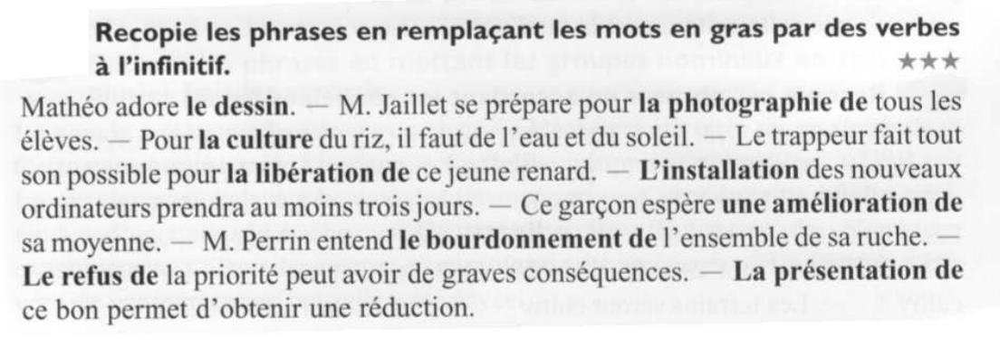 Recopie les phrases en remplaçant les mots en gras par des verbes
à l'infinitif. ★★★
Mathéo adore le dessin. — M. Jaillet se prépare pour la photographie de tous les
élèves. — Pour la culture du riz, il faut de l'eau et du soleil. — Le trappeur fait tout
son possible pour la libération de ce jeune renard. — L'installation des nouveaux
ordinateurs prendra au moins trois jours. — Ce garçon espère une amélioration de
sa moyenne. — M. Perrin entend le bourdonnement de l'ensemble de sa ruche. —
Le refus de la priorité peut avoir de graves conséquences. — La présentation de
ce bon permet d'obtenir une réduction.